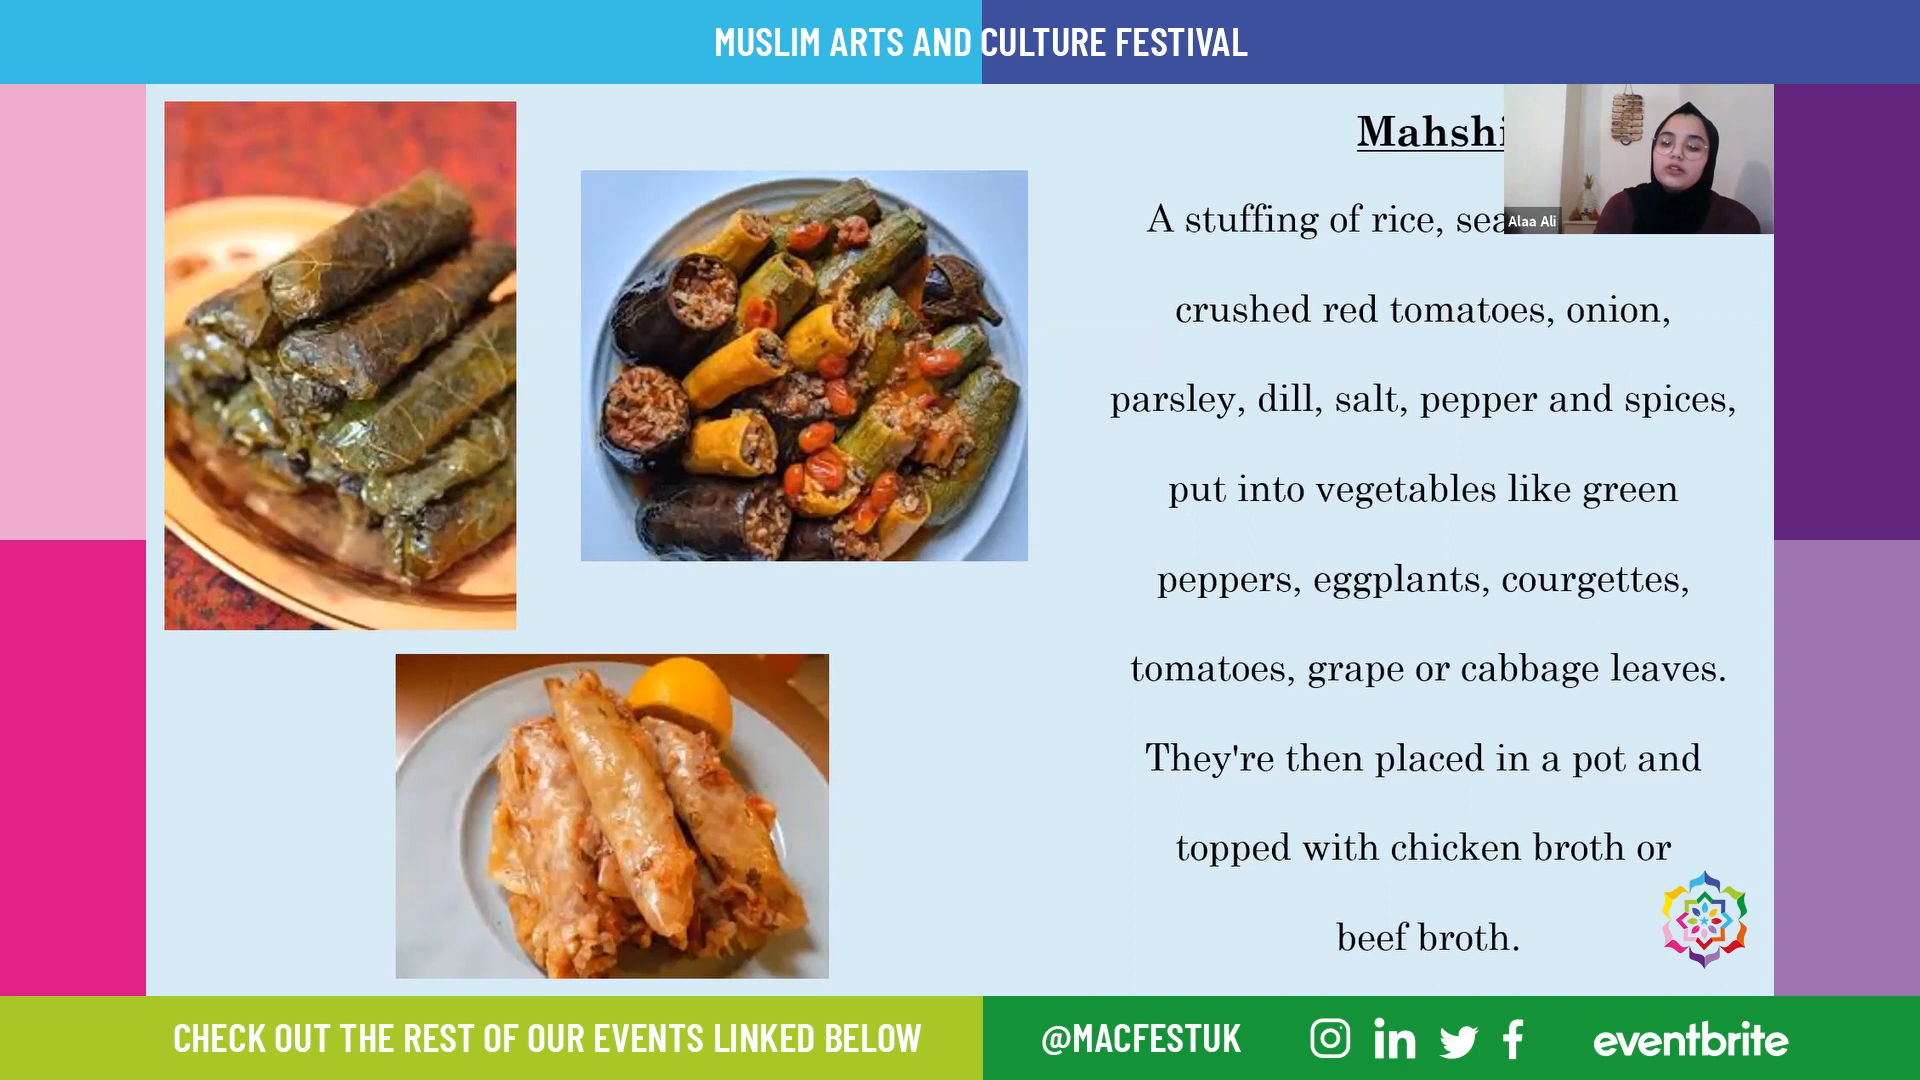 MUSLIM ARTS AND CULTURE FESTIVAL
Mahshi
A stuffing of rice,
crushed red tomatoes, onion,
parsley, dill, salt, pepper and spices,
put into vegetables like green
peppers, eggplants, courgettes,
tomatoes, grape or cabbage leaves.
They're then placed in a pot and
topped with chicken broth or
beef broth.
Alaa Ali
CHECK OUT THE REST OF OUR EVENTS LINKED BELOW
@MACFESTUK
eventbrite